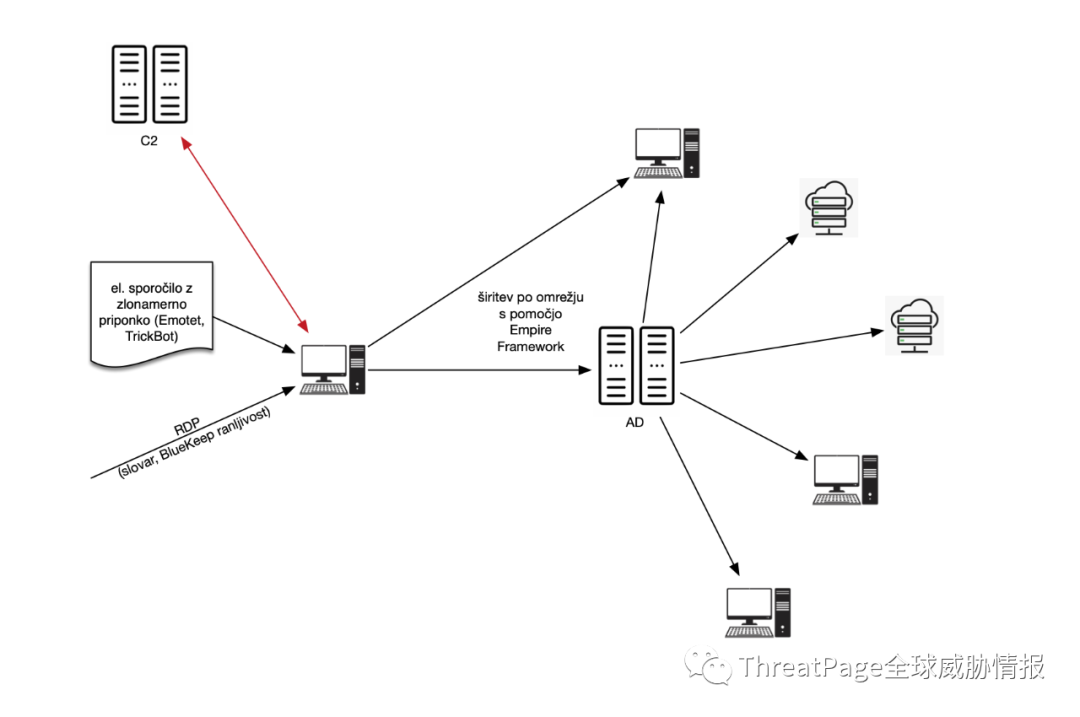 C2
el. sporočilo z
zlonamerno
priponko (Emotet,
TrickBot)
RDP
(slovar, BlueKeep ranljivost)
širitev po omrežju
s pomočjo
Empire
Framework
AD
ThreatPage全球威胁情报